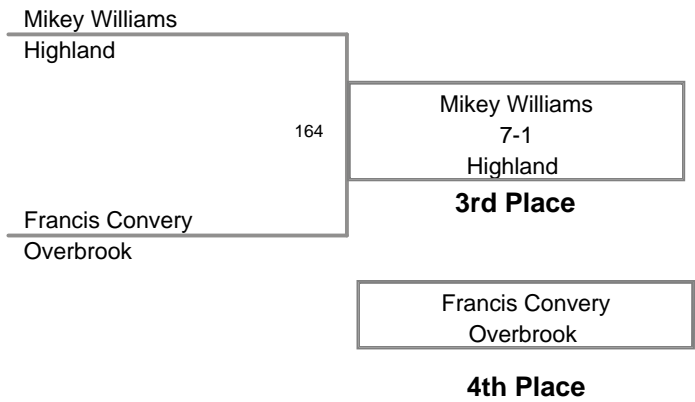 Mikey Williams
Highland
164
Mikey Williams
7-1
Highland
3rd Place
Francis Convery
Overbrook
Francis Convery
Overbrook
4th Place